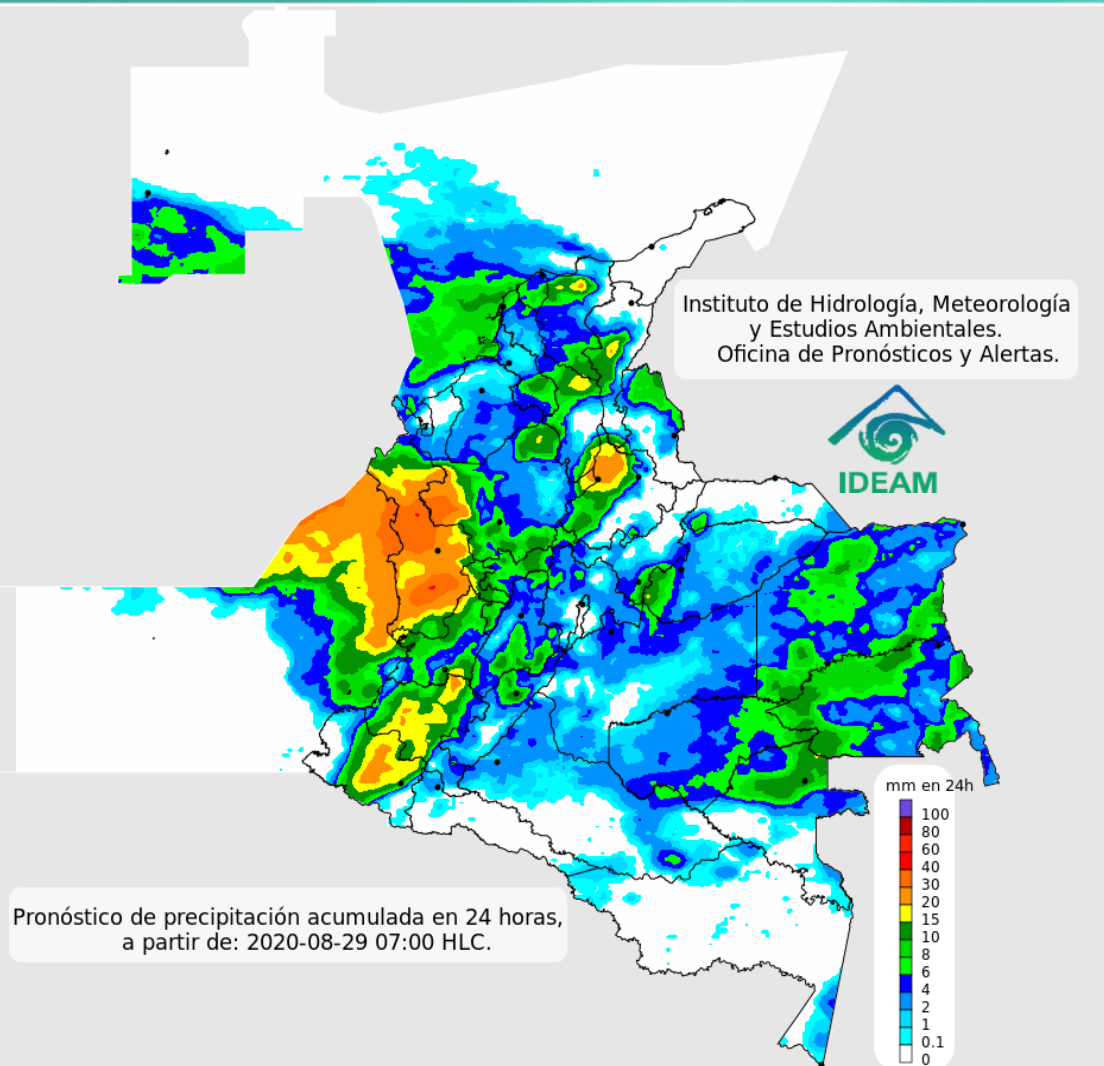 Instituto de Hidrología, Meteorología
y Estudios Ambientales.
Oficina de Pronósticos y Alertas.
IDEAM
mm en 24h
100
80
60
40
30
20
15
10
8
6
4
2
1
0.1
0
Pronóstico de precipitación acumulada en 24 horas,
a partir de: 2020-08-29 07:00 HLC.